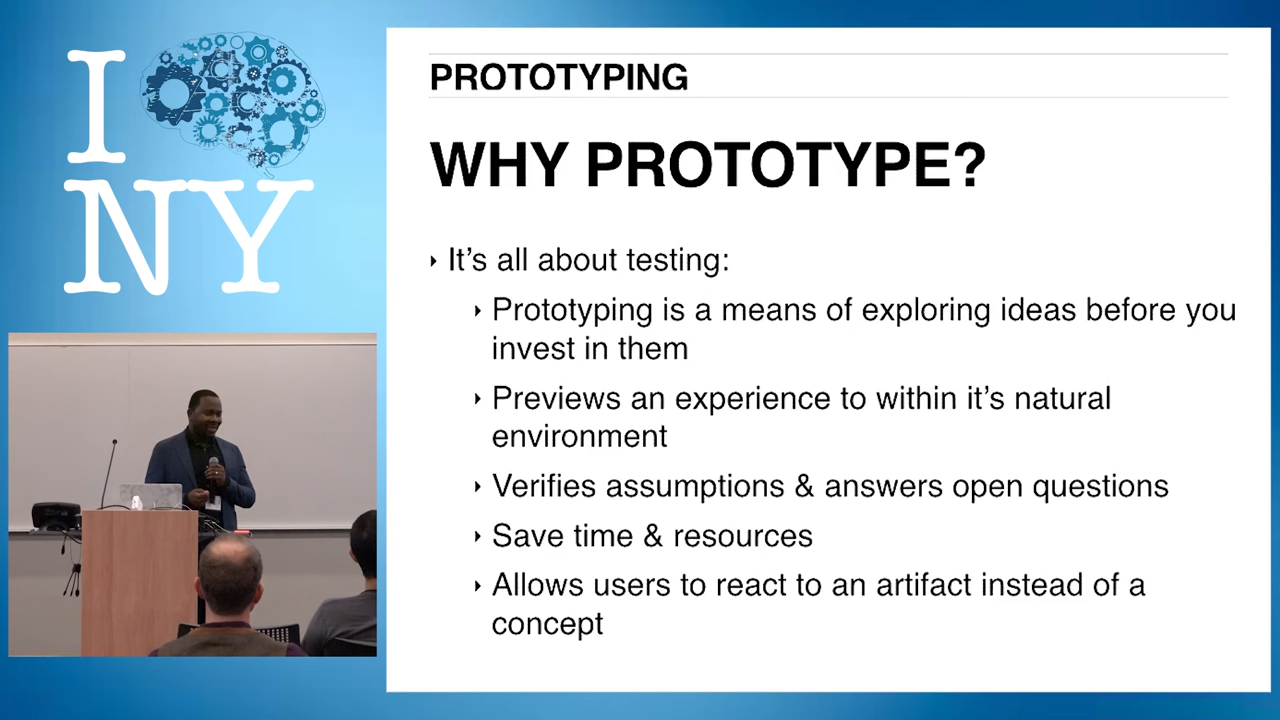 I
NY
PROTOTYPING
WHY PROTOTYPE?
It's all about testing:
Prototyping is a means of exploring ideas before you
invest in them
Previews an experience to within it's natural
environment
Verifies assumptions & answers open questions
Save time & resources
Allows users to react to an artifact instead of a
concept